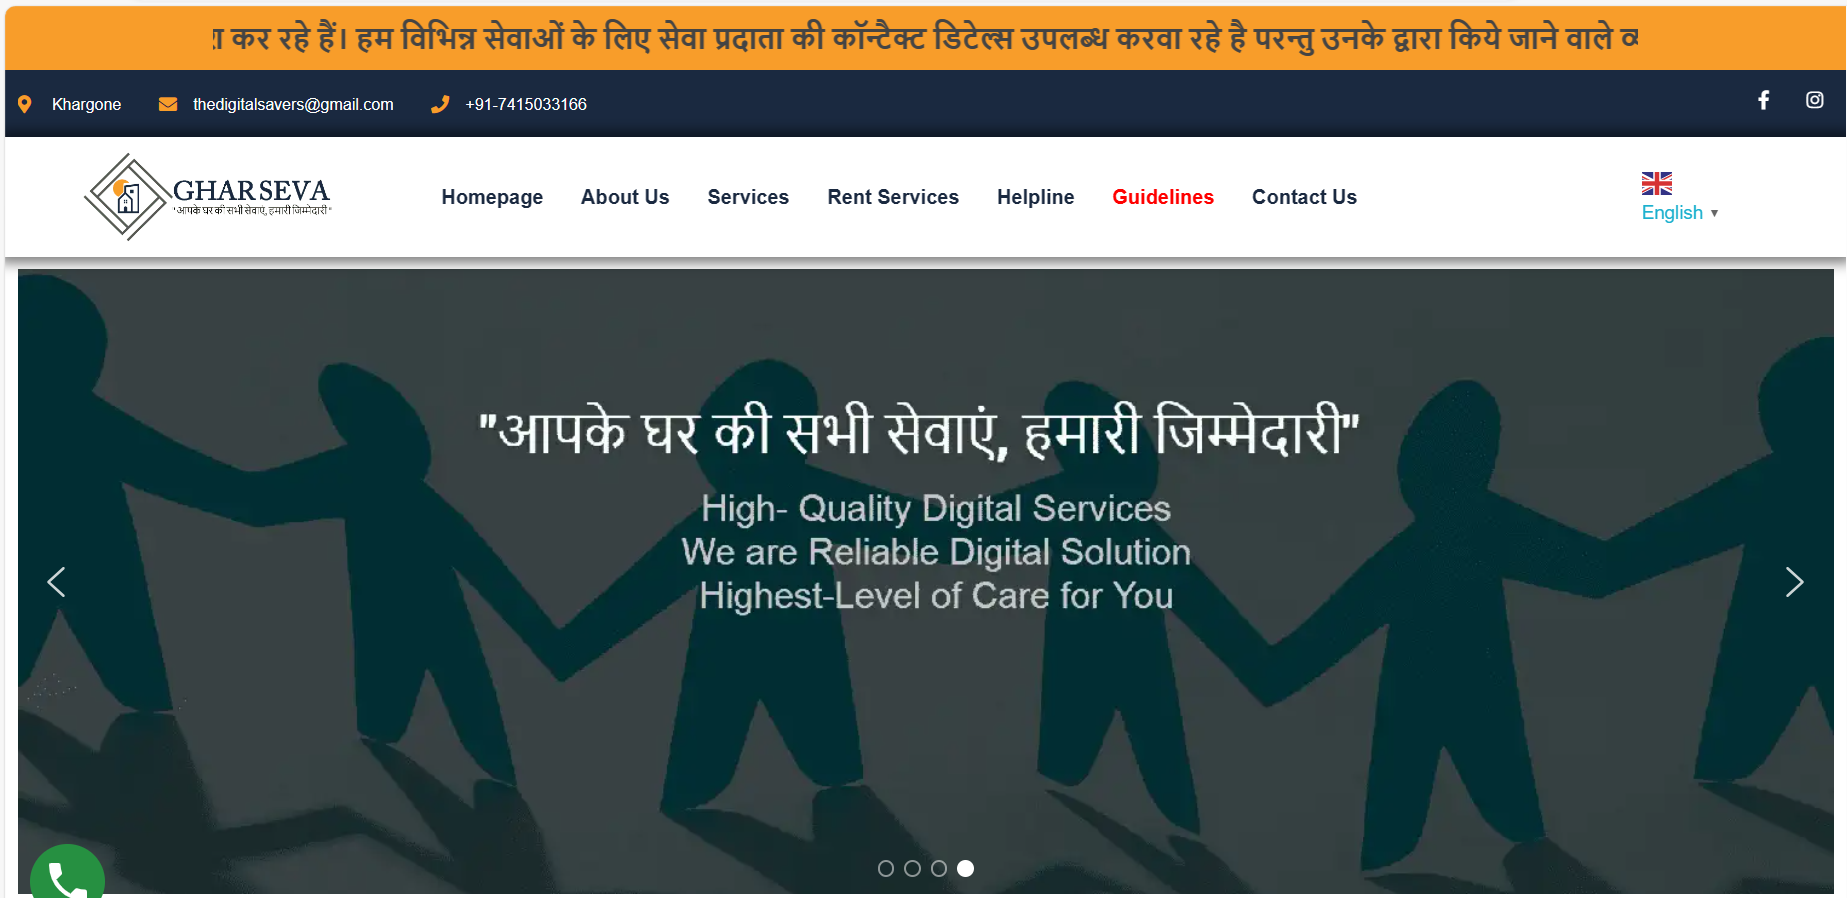 कर रहे हैं। हम विभिन्न सेवाओं के लिए सेवा प्रदाता की कॉन्टैक्ट डिटेल्स उपलब्ध करवा रहे है परन्तु उनके द्वारा किये जाने वाले
Khargone thedigitalsavers@gmail.com +91-7415033166
GHAR SEVA
"आपके घर की सभी सेवाएं, हमारी जिम्मेदारी"
Homepage About Us Services Rent Services Helpline Guidelines Contact Us
English
"आपके घर की सभी सेवाएं, हमारी जिम्मेदारी"
High- Quality Digital Services
We are Reliable Digital Solution
Highest-Level of Care for You